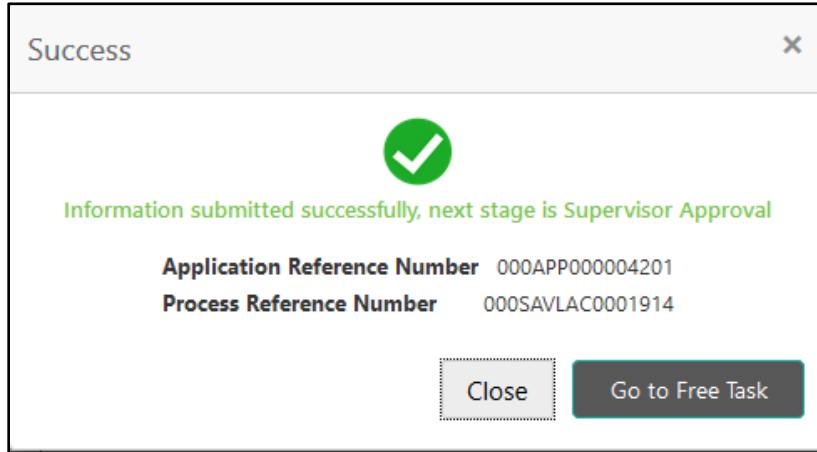 Success ×
Information submitted successfully, next stage is Supervisor Approval
Application Reference Number 000APP000004201
Process Reference Number 000SAVLAC0001914
Close Go to Free Task